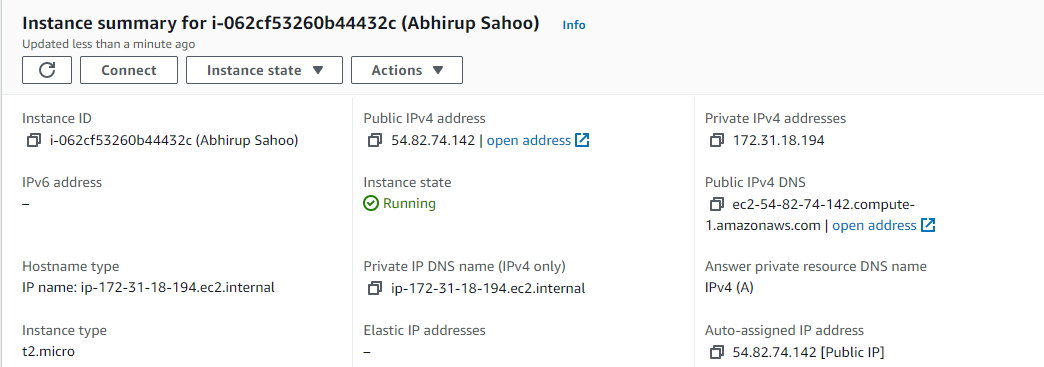 Instance summary for i-062cf53260b44432c (Abhirup Sahoo) Info
Updated less than a minute ago
Connect
Instance state
Actions
Instance ID
i-062cf53260b44432c (Abhirup Sahoo)
Public IPv4 address
54.82.74.142 | open address
Private IPv4 addresses
172.31.18.194
IPv6 address
–
Instance state
Running
Public IPv4 DNS
ec2-54-82-74-142.compute-
1.amazonaws.com | open address
Hostname type
IP name: ip-172-31-18-194.ec2.internal
Private IP DNS name (IPv4 only)
ip-172-31-18-194.ec2.internal
Answer private resource DNS name
IPv4 (A)
Instance type
t2.micro
Elastic IP addresses
–
Auto-assigned IP address
54.82.74.142 [Public IP]